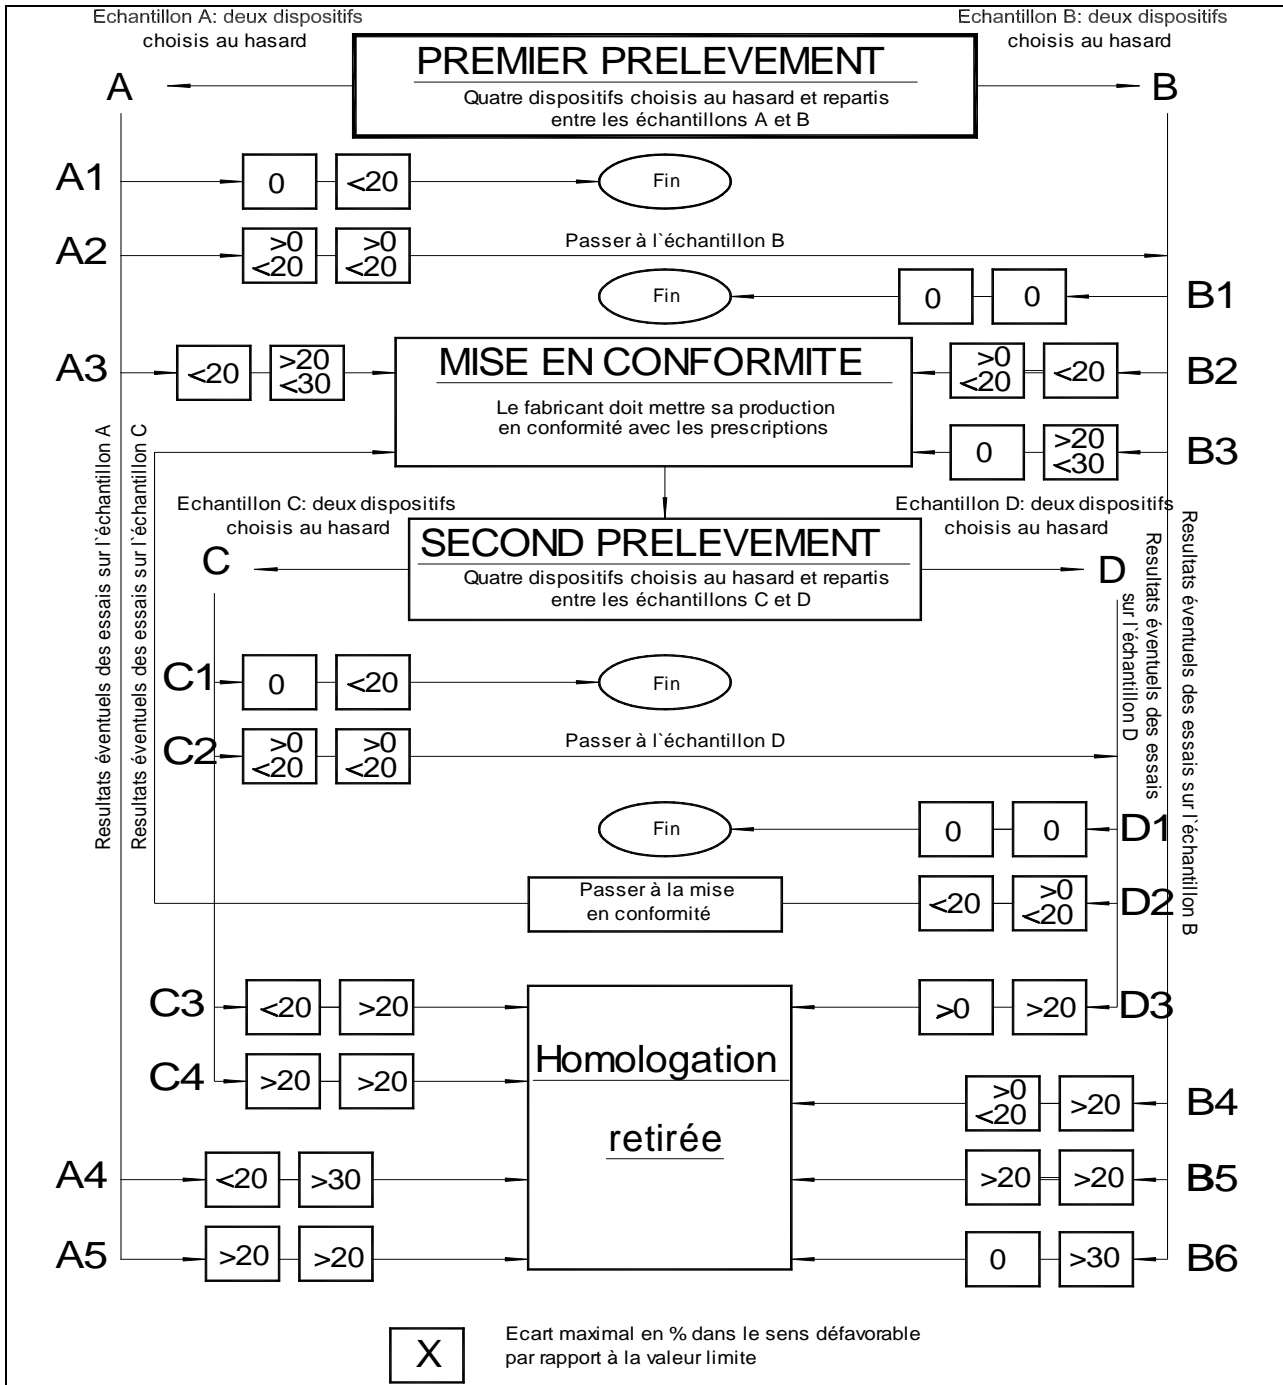 Echantillon A: deux dispositifs
choisis au hasard
Echantillon B: deux dispositifs
choisis au hasard
PREMIER PRELEVEMENT
Quatre dispositifs choisis au hasard et repartis
entre les échantillons A et B
A
B
A1
0
<20
Fin
A2
>0
<20
>0
<20
Passer à l`échantillon B
Fin
0
0
B1
A3
<20
>20
<30
MISE EN CONFORMITE
Le fabricant doit mettre sa production
en conformité avec les prescriptions
>0
<20
<20
B2
0
>20
<30
B3
Echantillon C: deux dispositifs
choisis au hasard
Echantillon D: deux dispositifs
choisis au hasard
SECOND PRELEVEMENT
Quatre dispositifs choisis au hasard et repartis
entre les échantillons C et D
C
D
Resultats éventuels des essais sur l`échantillon A
Resultats éventuels des essais sur l`échantillon C
sur l`échantillon D
Resultats éventuels des essais
Resultats éventuels des essais sur l`échantillon B
C1
0
<20
Fin
C2
>0
<20
>0
<20
Passer à l`échantillon D
Fin
0
0
D1
Passer à la mise
en conformité
<20
>0
<20
D2
C3
<20
>20
Homologation
retirée
>0
>20
D3
C4
>20
>20
>0
<20
>20
B4
A4
<20
>30
>20
>20
B5
A5
>20
>20
0
>30
B6
X
Ecart maximal en % dans le sens défavorable
par rapport à la valeur limite